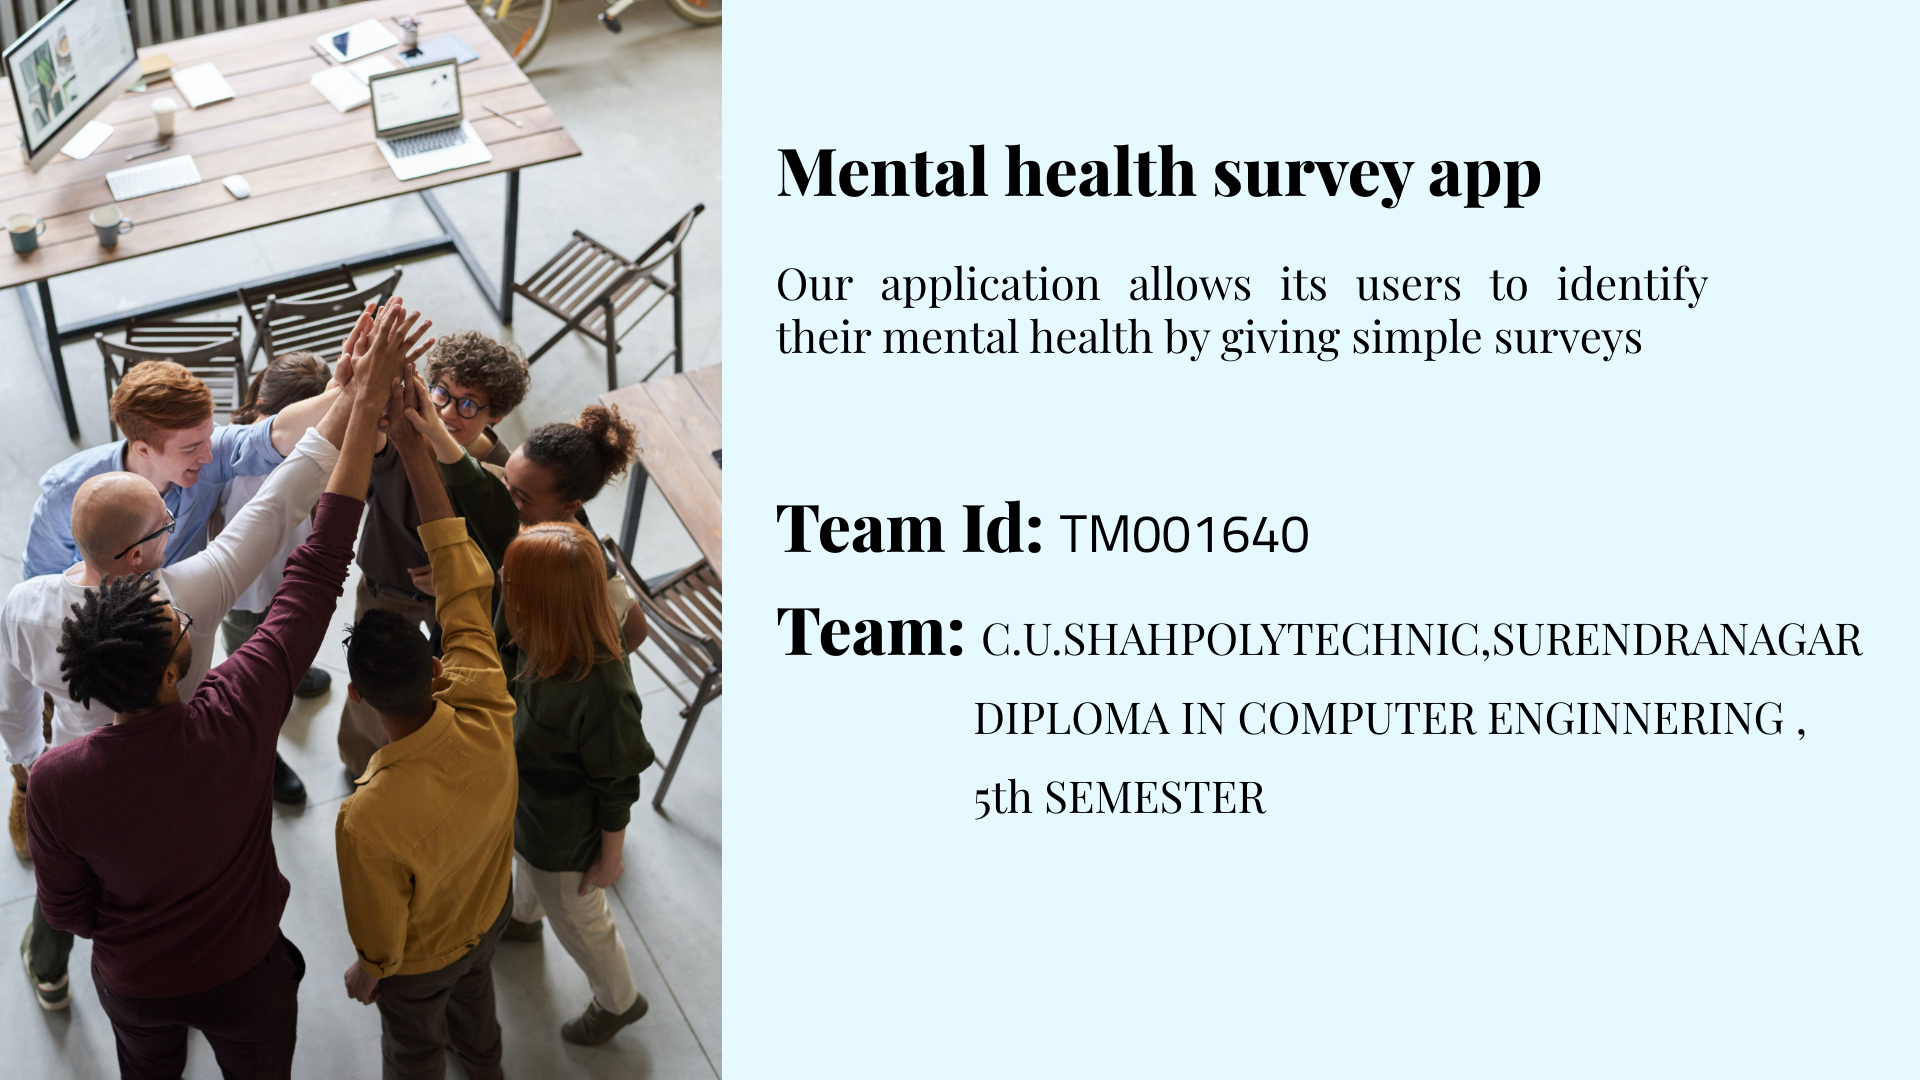 Mental health survey app
Our application allows its users to identify
their mental health by giving simple surveys
Team Id: TM001640
Team: C.U.SHAHPOLYTECHNIC,SURENDRANAGAR
DIPLOMA IN COMPUTER ENGINNERING ,
5th SEMESTER